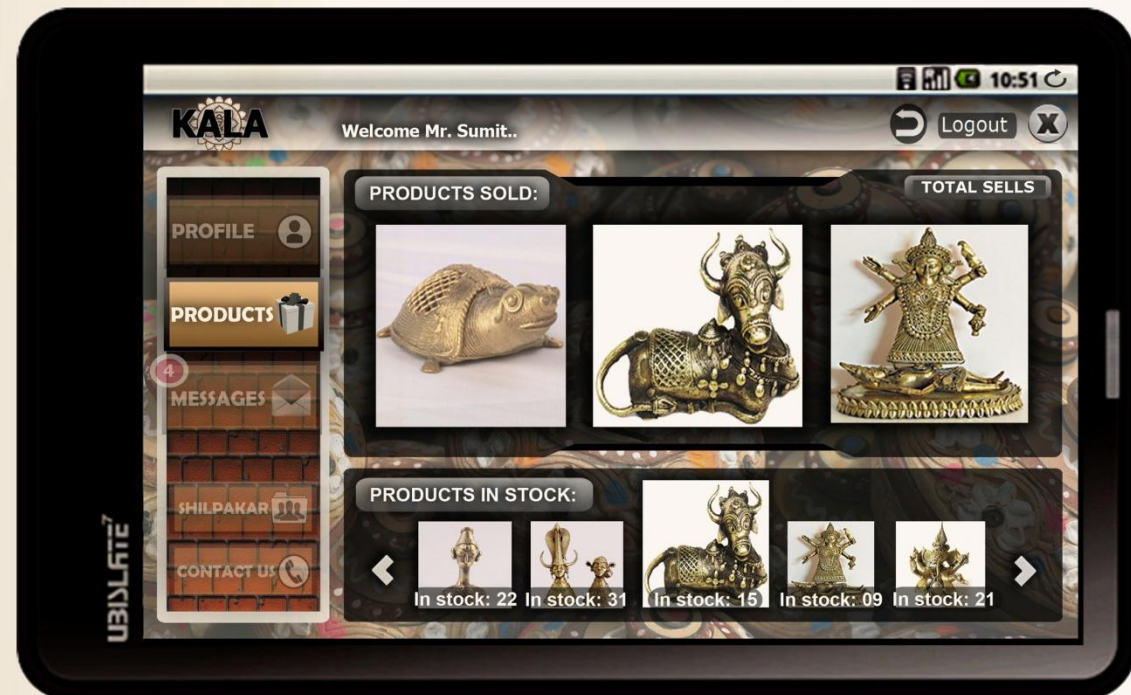 10:51
KALA
Welcome Mr. Sumit..
Logout
X
PROFILE
PRODUCTS
4
MESSAGES
SHILPAKAR
CONTACT US
PRODUCTS SOLD:
TOTAL SELLS
PRODUCTS IN STOCK:
In stock: 22
In stock: 31
In stock: 15
In stock: 09
In stock: 21
UBISLATE7